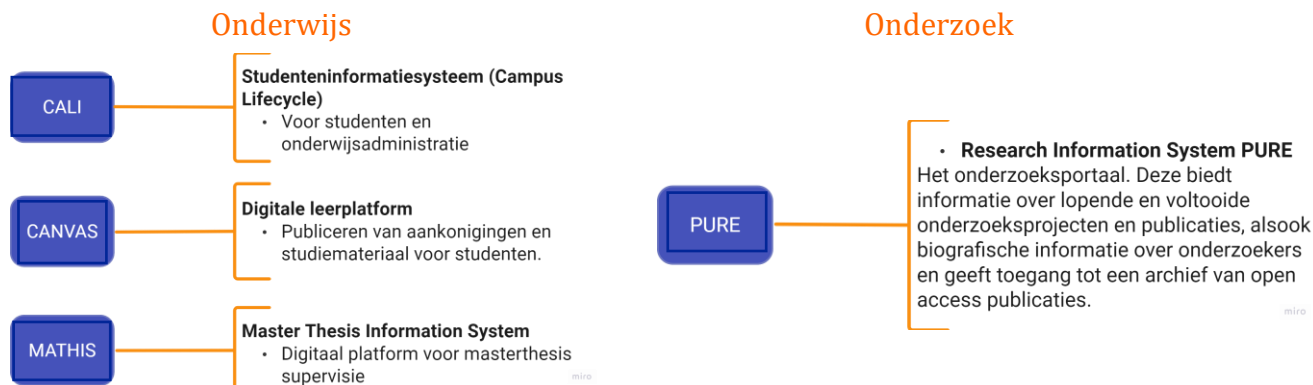 Onderwijs
CALI
Studenteninformatiesysteem (Campus
Lifecycle)
• Voor studenten en
onderwijsadministratie
CANVAS
Digitale leerplatform
• Publiceren van aankonigingen en
studiemateriaal voor studenten.
MATHIS
Master Thesis Information System
• Digitaal platform voor masterthesis
supervisie
miro
Onderzoek
PURE
• Research Information System PURE
Het onderzoeksportaal. Deze biedt
informatie over lopende en voltooide
onderzoeksprojecten en publicaties, alsook
biografische informatie over onderzoekers
en geeft toegang tot een archief van open
access publicaties.
miro